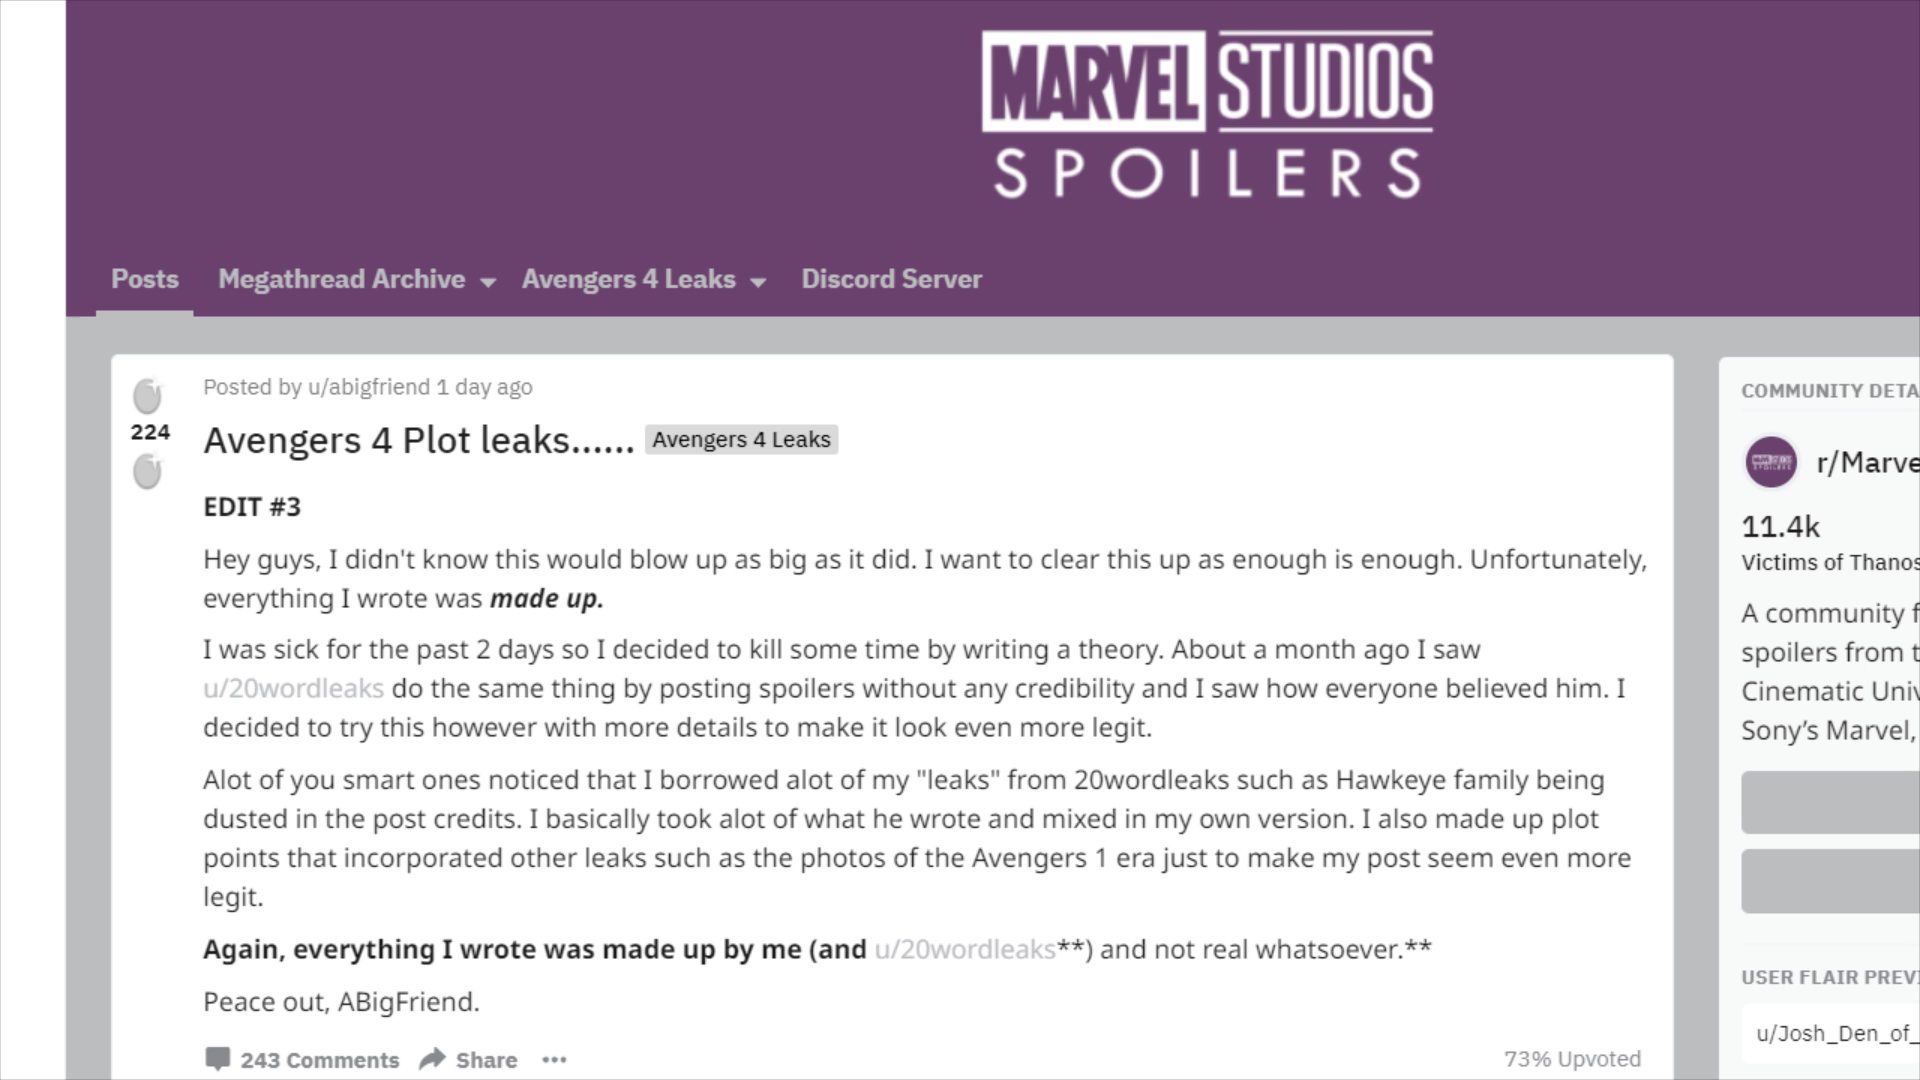 MARVEL STUDIOS
SPOILERS
Posts Megathread Archive Avengers 4 Leaks Discord Server
Posted by u/abigfriend 1 day ago
224
Avengers 4 Plot leaks...... Avengers 4 Leaks
EDIT #3
Hey guys, I didn't know this would blow up as big as it did. I want to clear this up as enough is enough. Unfortunately,
everything I wrote was made up.
I was sick for the past 2 days so I decided to kill some time by writing a theory. About a month ago I saw
u/20wordleaks do the same thing by posting spoilers without any credibility and I saw how everyone believed him. I
decided to try this however with more details to make it look even more legit.
Alot of you smart ones noticed that I borrowed alot of my "leaks" from 20wordleaks such as Hawkeye family being
dusted in the post credits. I basically took alot of what he wrote and mixed in my own version. I also made up plot
points that incorporated other leaks such as the photos of the Avengers 1 era just to make my post seem even more
legit.
Again, everything I wrote was made up by me (and u/20wordleaks**) and not real whatsoever.**
Peace out, ABigFriend.
243 Comments Share ••• 73% Upvoted
COMMUNITY DETA
MARVEL STUDIOS
SPOILERS
r/Marve
11.4k
Victims of Thanos
A community f
spoilers from t
Cinematic Univ
Sony’s Marvel,
USER FLAIR PREVI
u/Josh_Den_of_